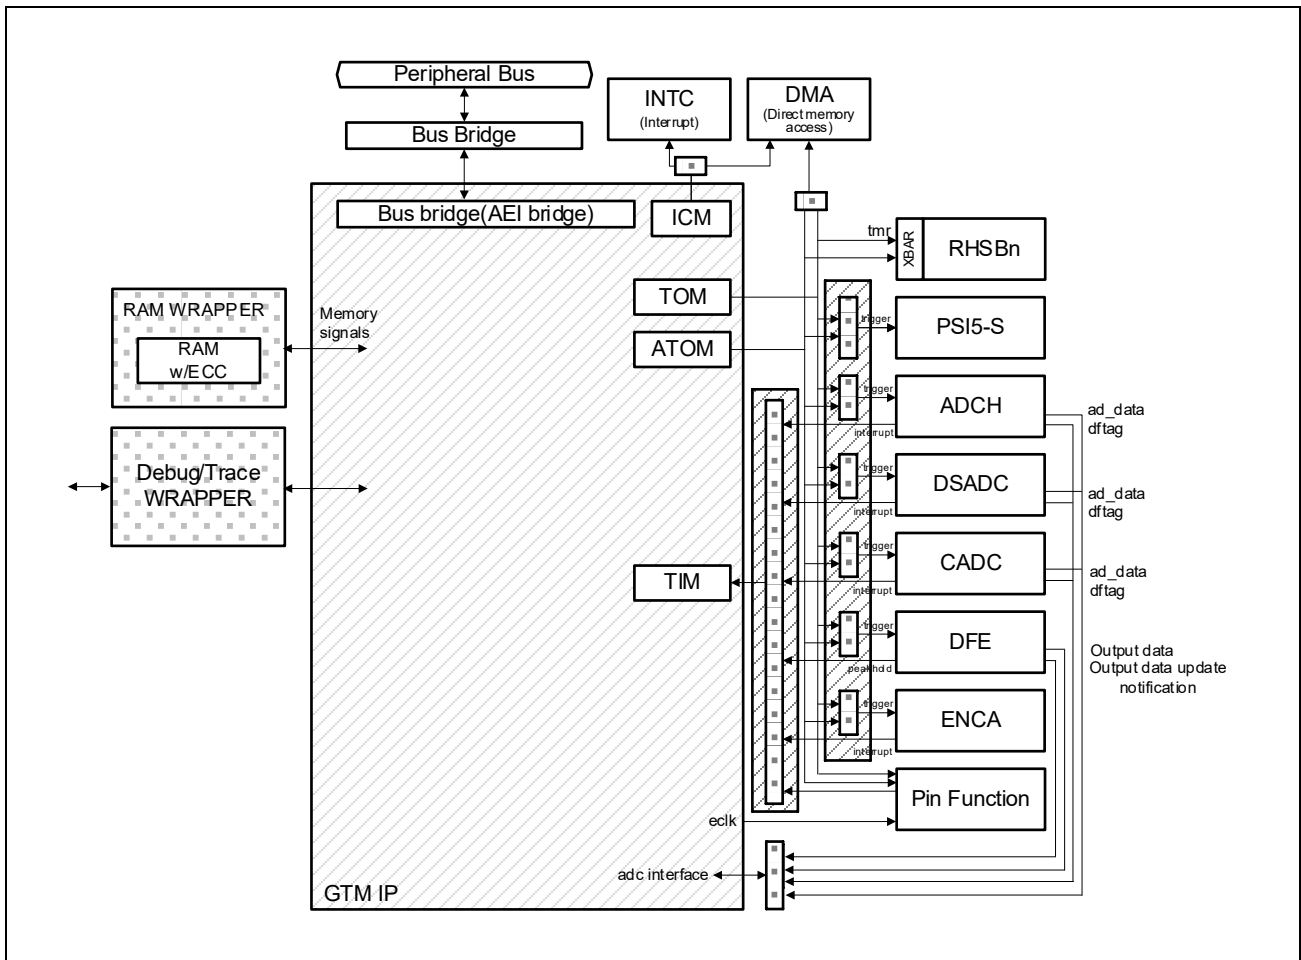 Peripheral Bus
Bus Bridge
INTC
(Interrupt)
DMA
(Direct memory
access)
Bus bridge(AEI bridge)
ICM
tmr
XBAR
RHSBn
TOM
ATOM
RAM WRAPPER
RAM
w/ECC
Memory
signals
trigger
PSI5-S
trigger
ADCH
interrupt
ad_data
dftag
Debug/Trace
WRAPPER
trigger
DSADC
interrupt
ad_data
dftag
trigger
CADC
interrupt
ad_data
dftag
TIM
trigger
DFE
peakhold
Output data
Output data update
notification
trigger
ENCA
interrupt
Pin Function
eclk
adc interface
GTM IP